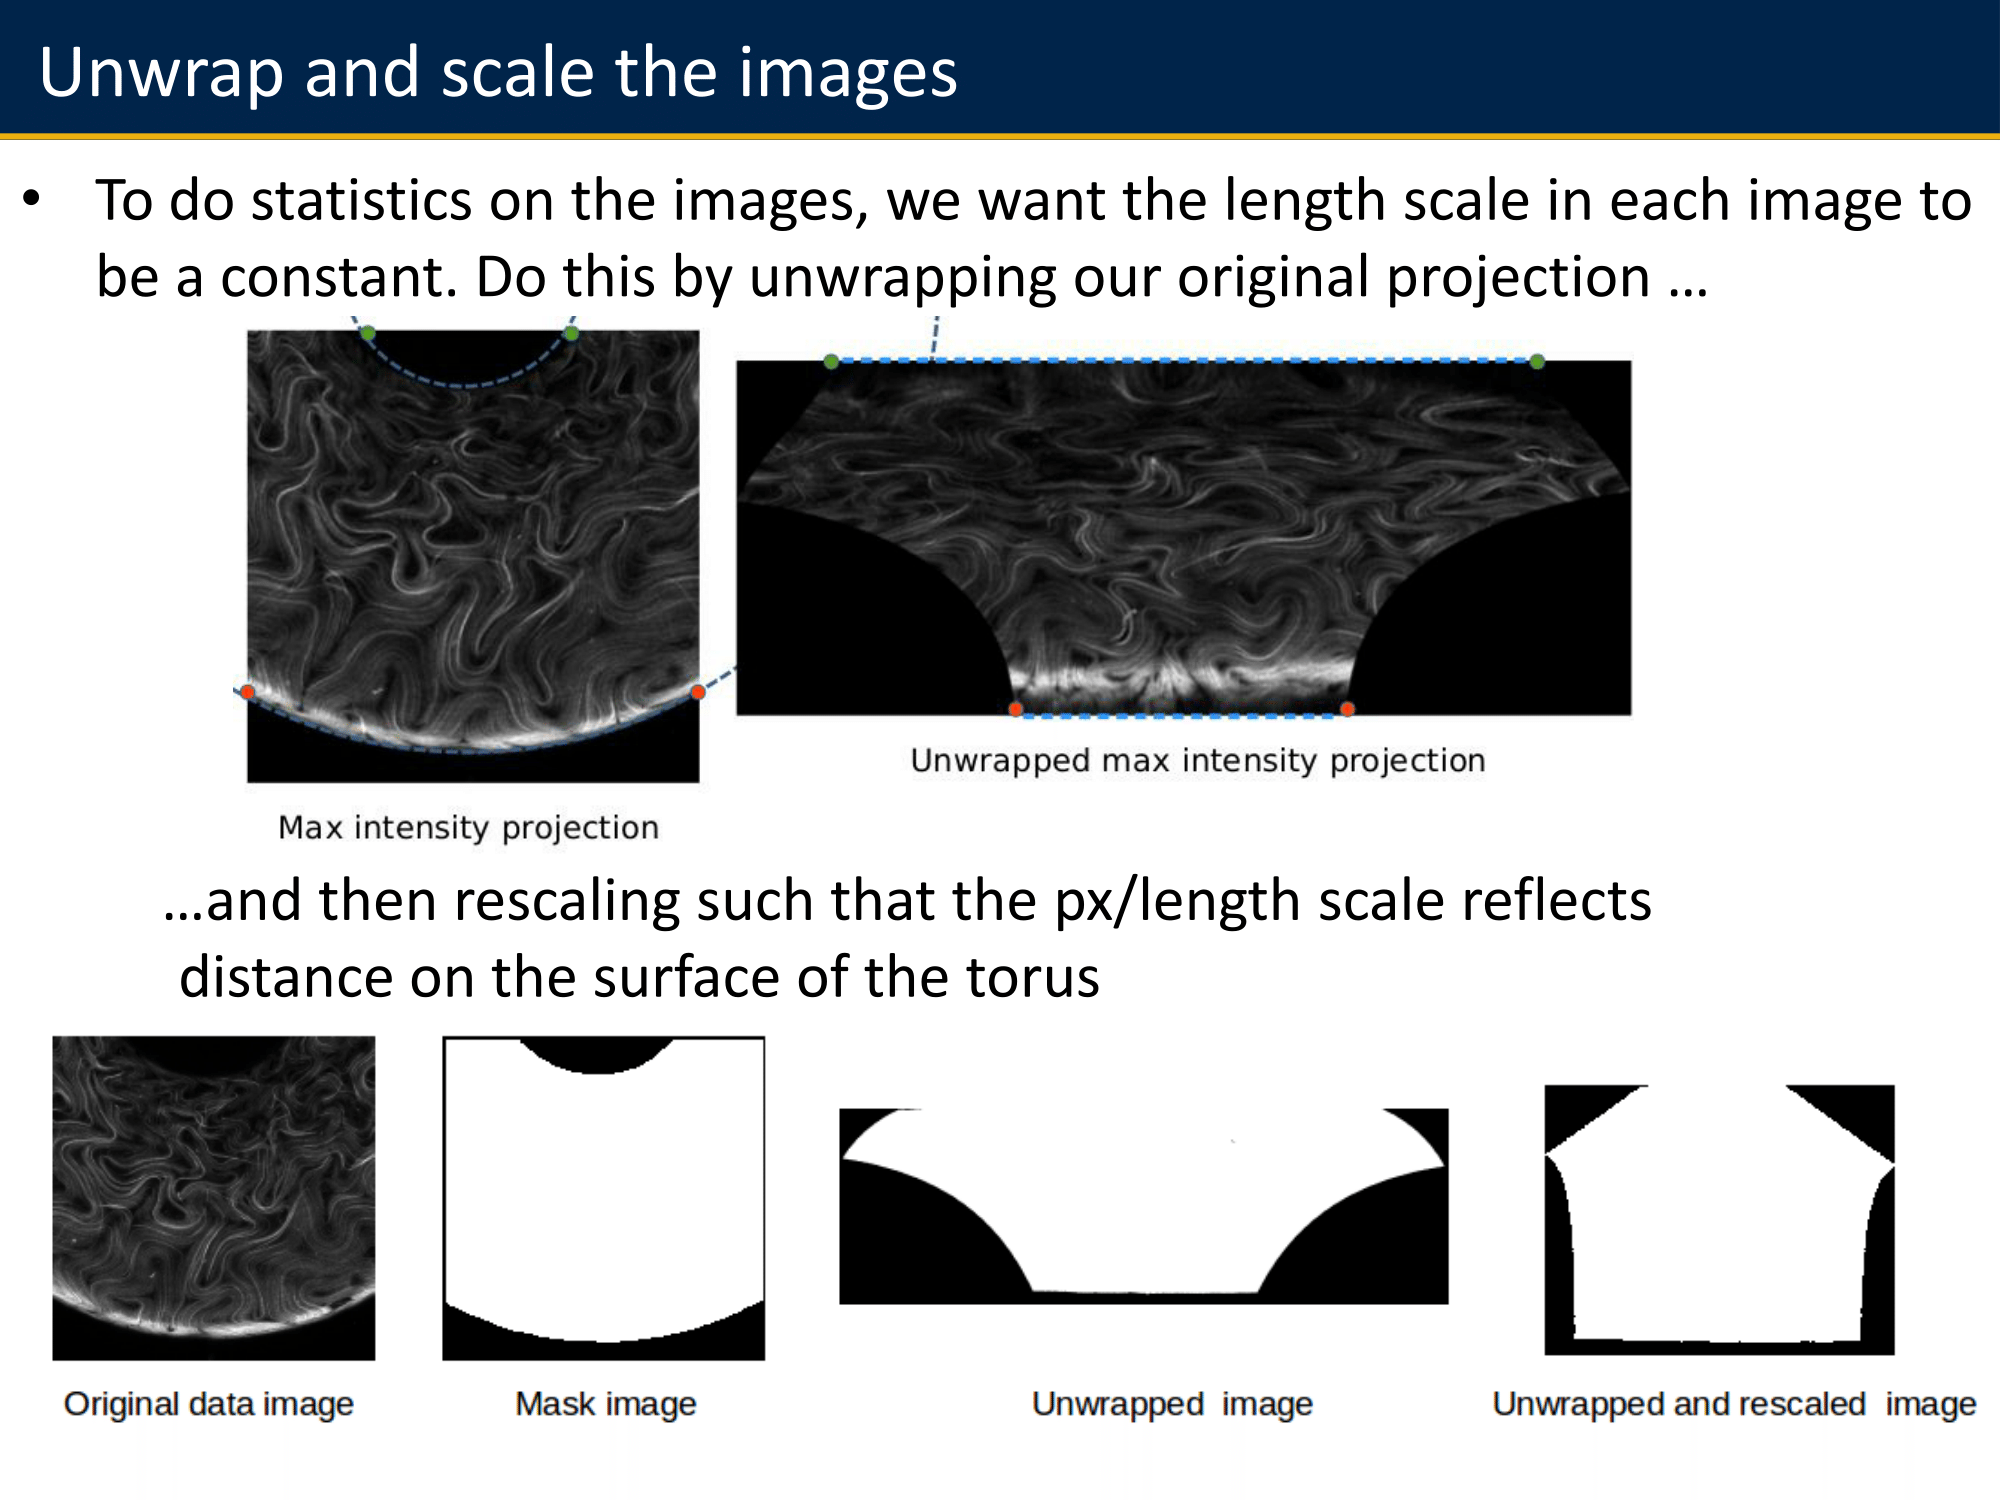 Unwrap and scale the images
• To do statistics on the images, we want the length scale in each image to
be a constant. Do this by unwrapping our original projection …
Unwrapped max intensity projection
Max intensity projection
…and then rescaling such that the px/length scale reflects
distance on the surface of the torus
Original data image
Mask image
Unwrapped image
Unwrapped and rescaled image